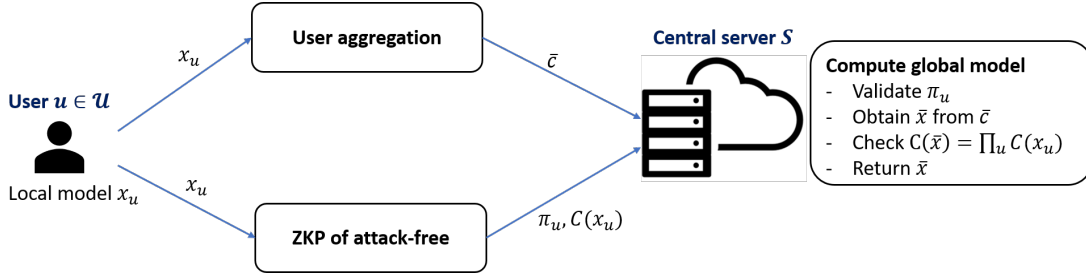 User aggregation
x_u
c̄
Central server S
User u ∈ 𝒰
Local model x_u
x_u
ZKP of attack-free
π_u, C(x_u)
Compute global model
- Validate π_u
- Obtain x̄ from c̄
- Check C(x̄) = ∏_u C(x_u)
- Return x̄